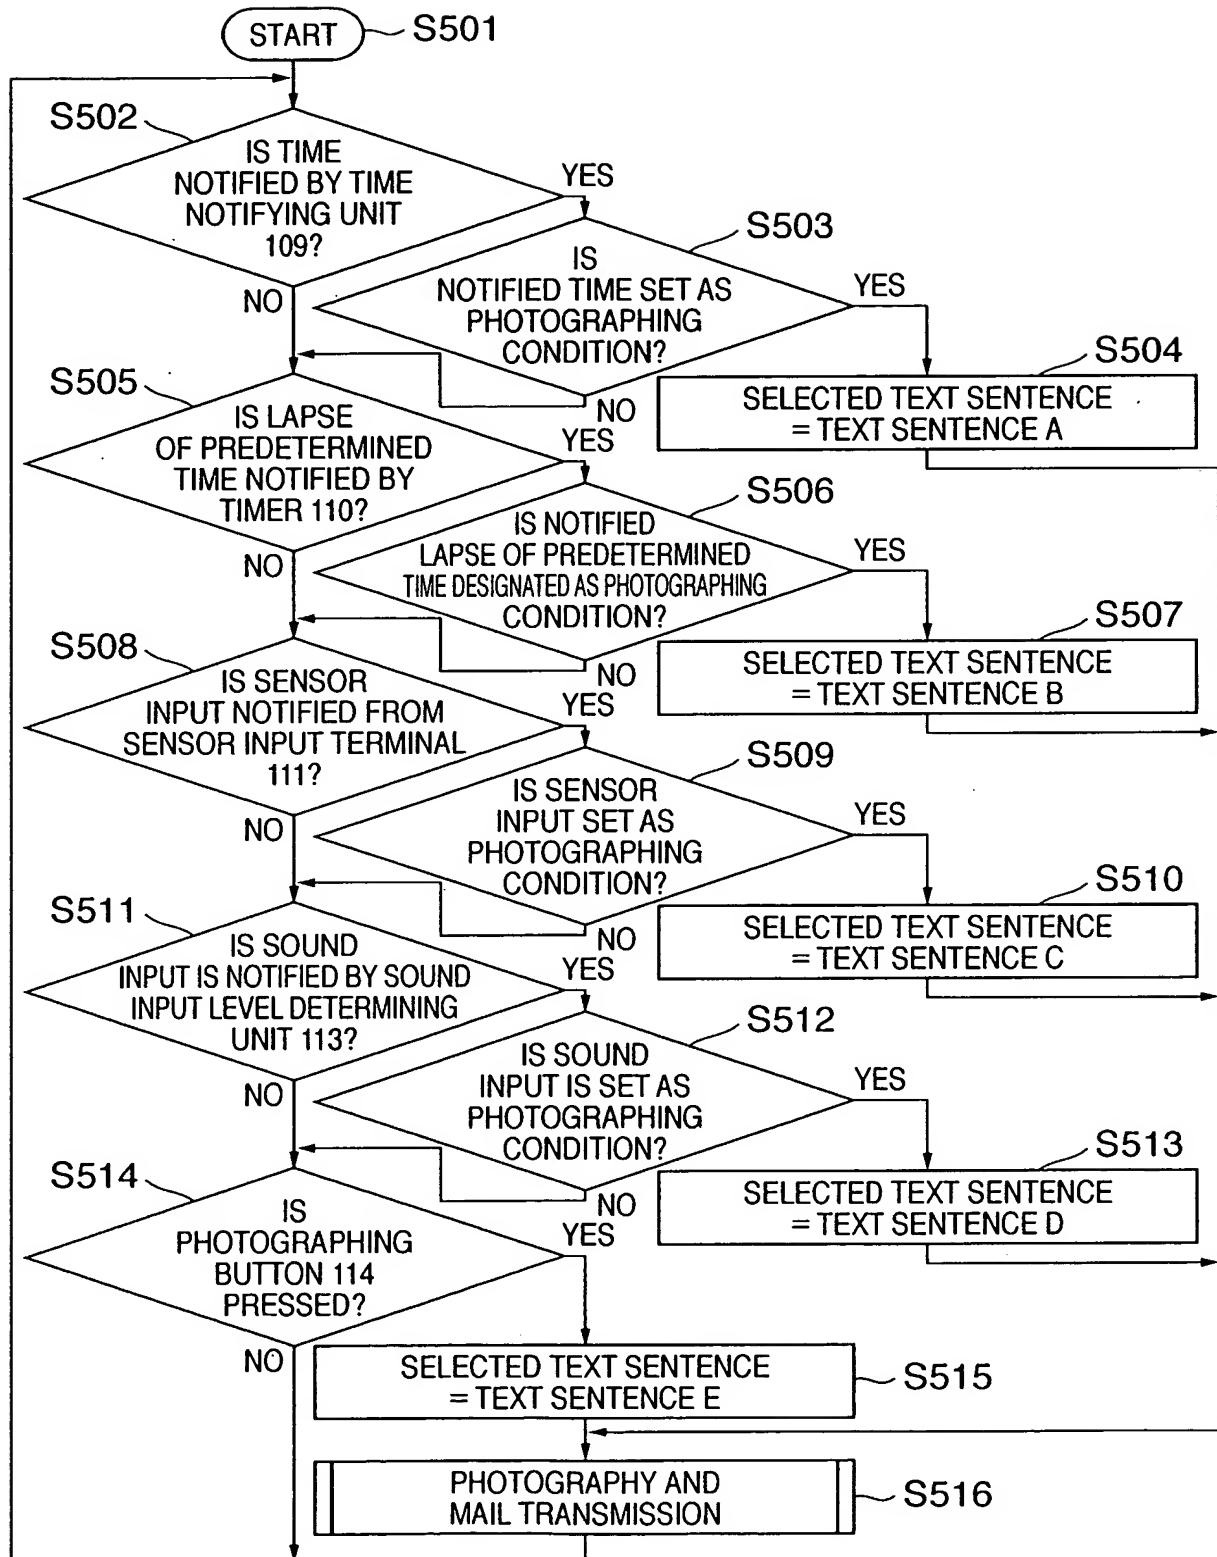 START
S501
S502
IS TIME
NOTIFIED BY TIME
NOTIFYING UNIT
109?
YES
NO
S503
IS
NOTIFIED TIME SET AS
PHOTOGRAPHING
CONDITION?
YES
NO
S504
SELECTED TEXT SENTENCE
= TEXT SENTENCE A
S505
IS LAPSE
OF PREDETERMINED
TIME NOTIFIED BY
TIMER 110?
YES
NO
S506
IS NOTIFIED
LAPSE OF PREDETERMINED
TIME DESIGNATED AS PHOTOGRAPHING
CONDITION?
YES
NO
S507
SELECTED TEXT SENTENCE
= TEXT SENTENCE B
S508
IS SENSOR
INPUT NOTIFIED FROM
SENSOR INPUT TERMINAL
111?
YES
NO
S509
IS SENSOR
INPUT SET AS
PHOTOGRAPHING
CONDITION?
YES
NO
S510
SELECTED TEXT SENTENCE
= TEXT SENTENCE C
S511
IS SOUND
INPUT IS NOTIFIED BY SOUND
INPUT LEVEL DETERMINING
UNIT 113?
YES
NO
S512
IS SOUND
INPUT IS SET AS
PHOTOGRAPHING
CONDITION?
YES
NO
S513
SELECTED TEXT SENTENCE
= TEXT SENTENCE D
S514
IS
PHOTOGRAPHING
BUTTON 114
PRESSED?
YES
NO
SELECTED TEXT SENTENCE
= TEXT SENTENCE E
S515
PHOTOGRAPHY AND
MAIL TRANSMISSION
S516